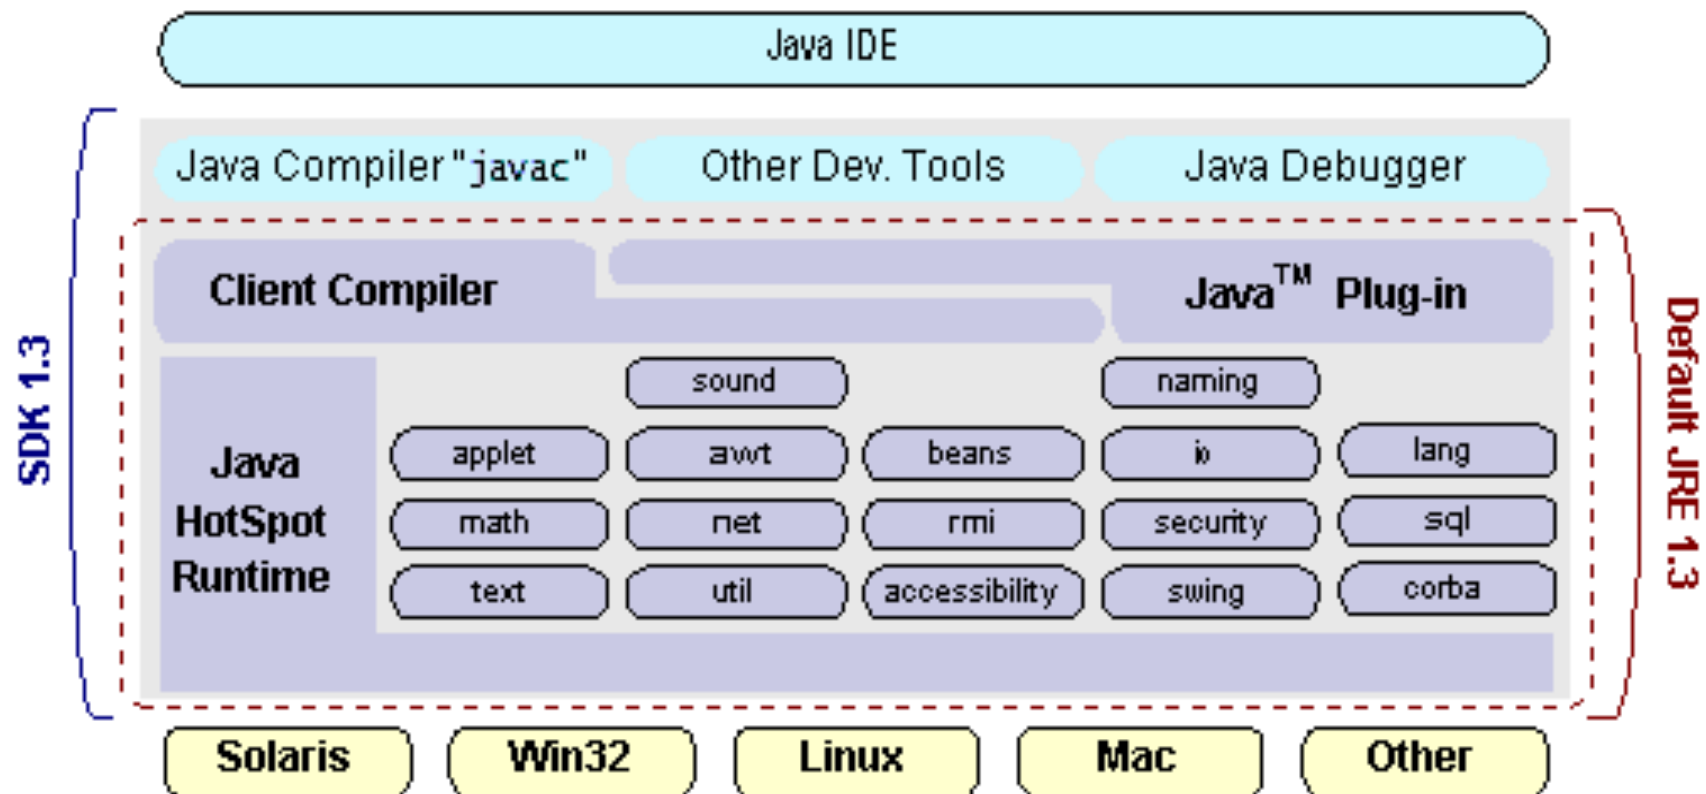 Java IDE
Java Compiler "javac"
Other Dev. Tools
Java Debugger
Client Compiler
Java™ Plug-in
SDK 1.3
Default JRE 1.3
Java
HotSpot
Runtime
sound
naming
applet
awt
beans
io
lang
math
net
rmi
security
sql
text
util
accessibility
swing
corba
Solaris
Win32
Linux
Mac
Other